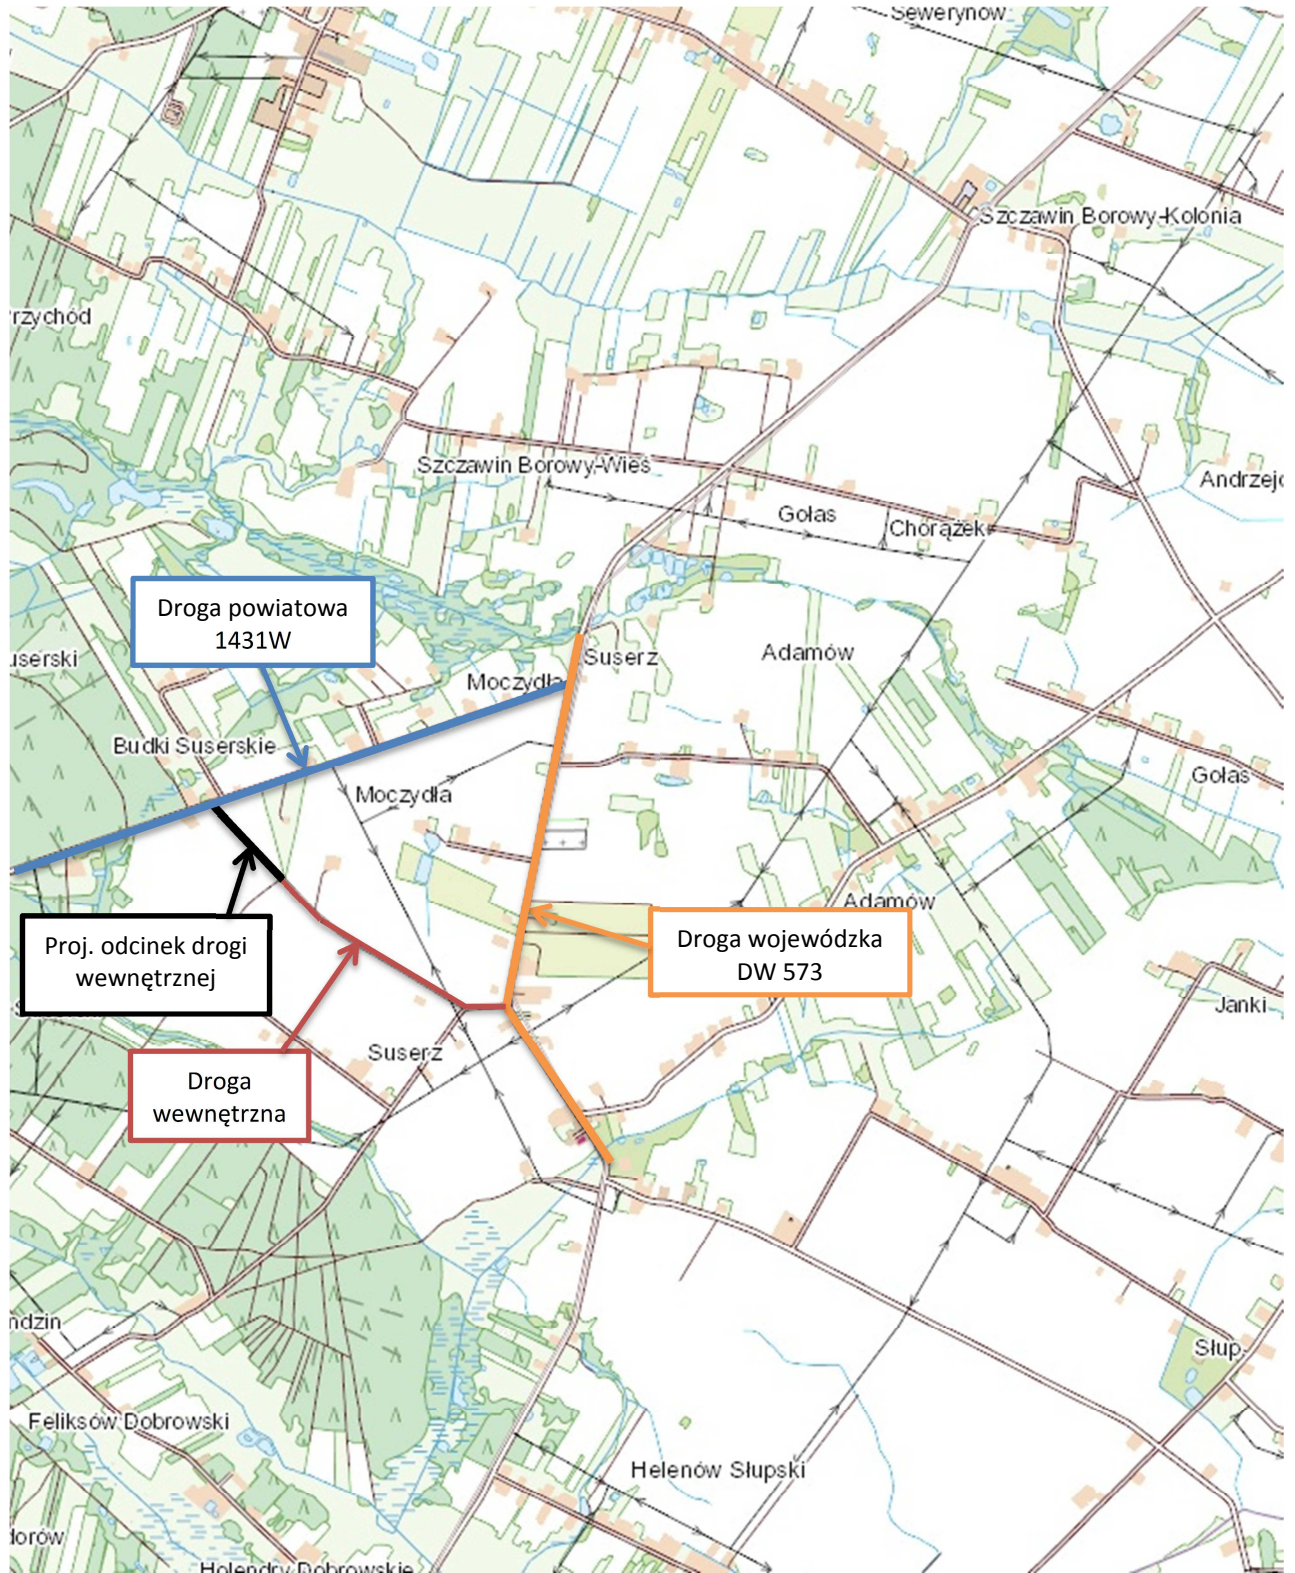 Sewerynów
Szczawin Borowy-Kolonia
rzychód
Szczawin Borowy-Wieś
Andrzejo
Gołas
Chorążek
Droga powiatowa
1431W
userski
Suserz
Adamów
Moczydła
Budki Suserskie
Gołas
Moczydła
Adamów
Proj. odcinek drogi
wewnętrznej
Droga wojewódzka
DW 573
Janki
Suserz
Droga
wewnętrzna
ndzin
Słup
Feliksów Dobrowski
Helenów Słupski
dorów
Holendry Dobrowskie